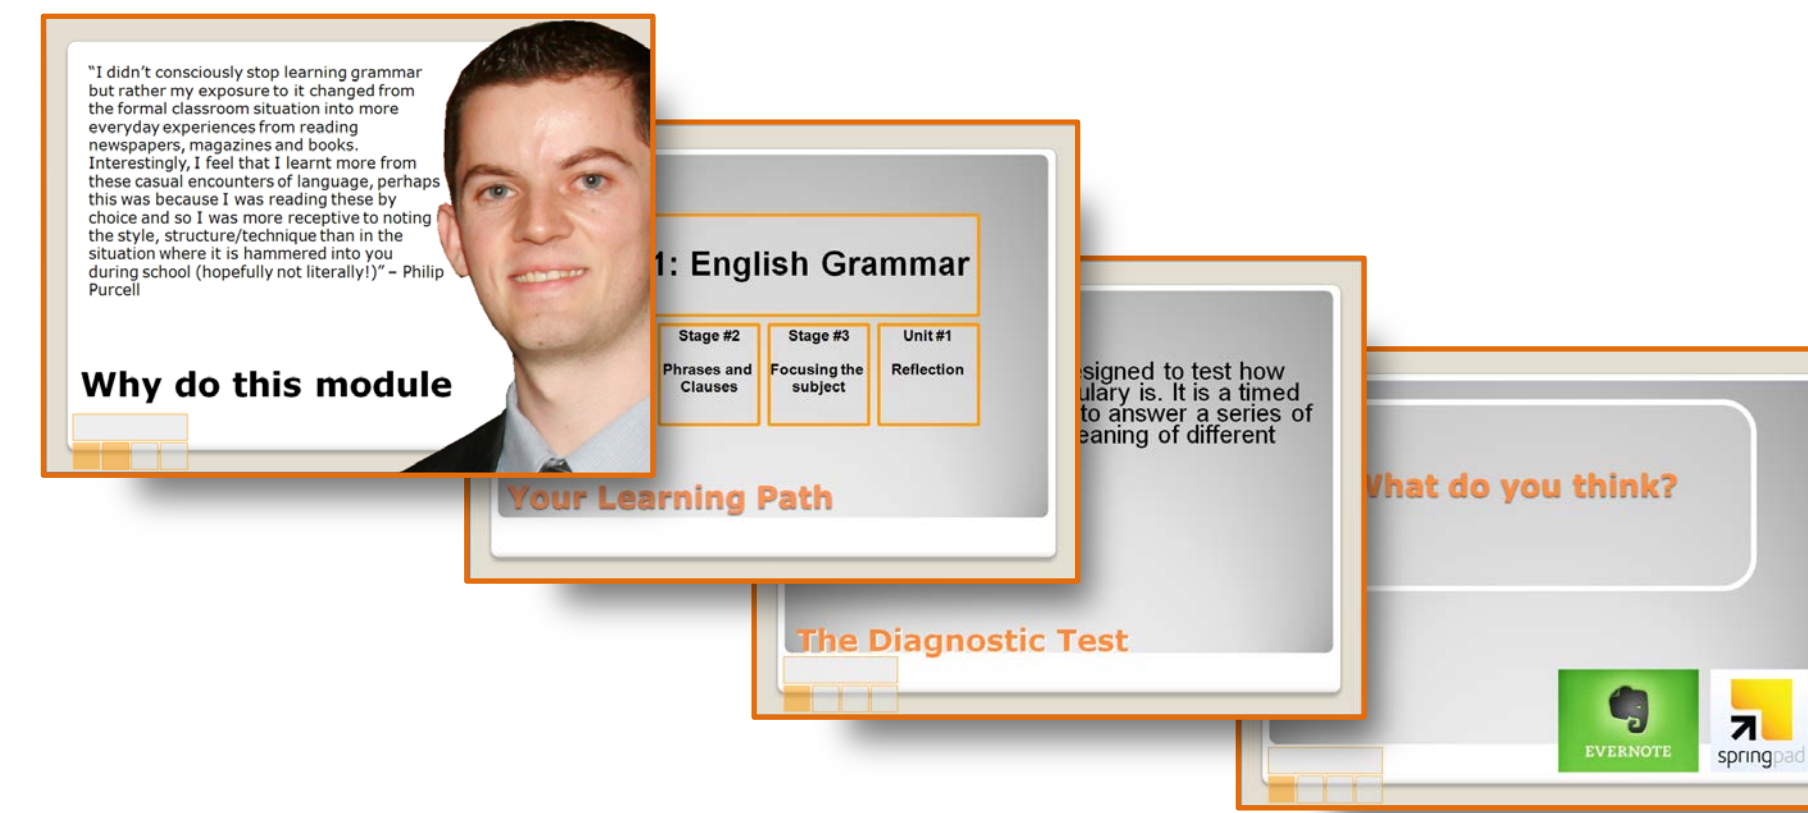 “I didn’t consciously stop learning grammar
but rather my exposure to it changed from
the formal classroom situation into more
everyday experiences from reading
newspapers, magazines and books.
Interestingly, I feel that I learnt more from
these casual encounters of language, perhaps
this was because I was reading these by
choice and so I was more receptive to noting
the style, structure/technique than in the
situation where it is hammered into you
during school (hopefully not literally!)” – Philip
Purcell
Why do this module
1: English Grammar
Stage #2
Phrases and
Clauses
Stage #3
Focusing the
subject
Unit #1
Reflection
Your Learning Path
signed to test how
ulary is. It is a timed
to answer a series of
eaning of different
The Diagnostic Test
What do you think?
EVERNOTE
springpad